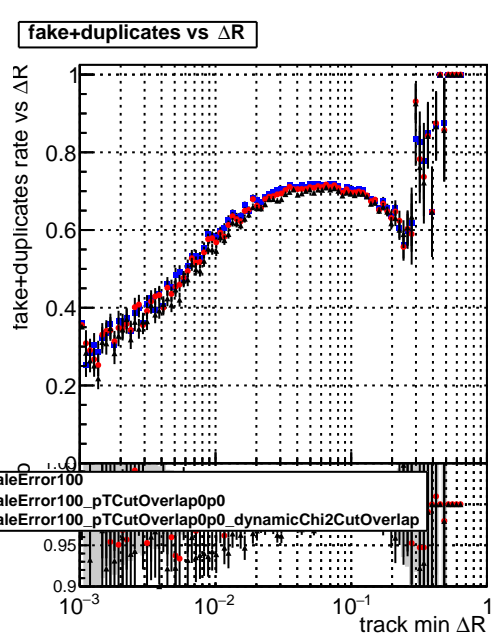 fake+duplicates vs ΔR
fake+duplicates rate vs ΔR
1
0.8
0.6
0.4
0.2
aleError100
aleError100_pTCutOverlap0p0
aleError100_pTCutOverlap0p0_dynamicChi2CutOverlap
0.95
0.9
10⁻³ 10⁻² 10⁻¹ 1
track min ΔR